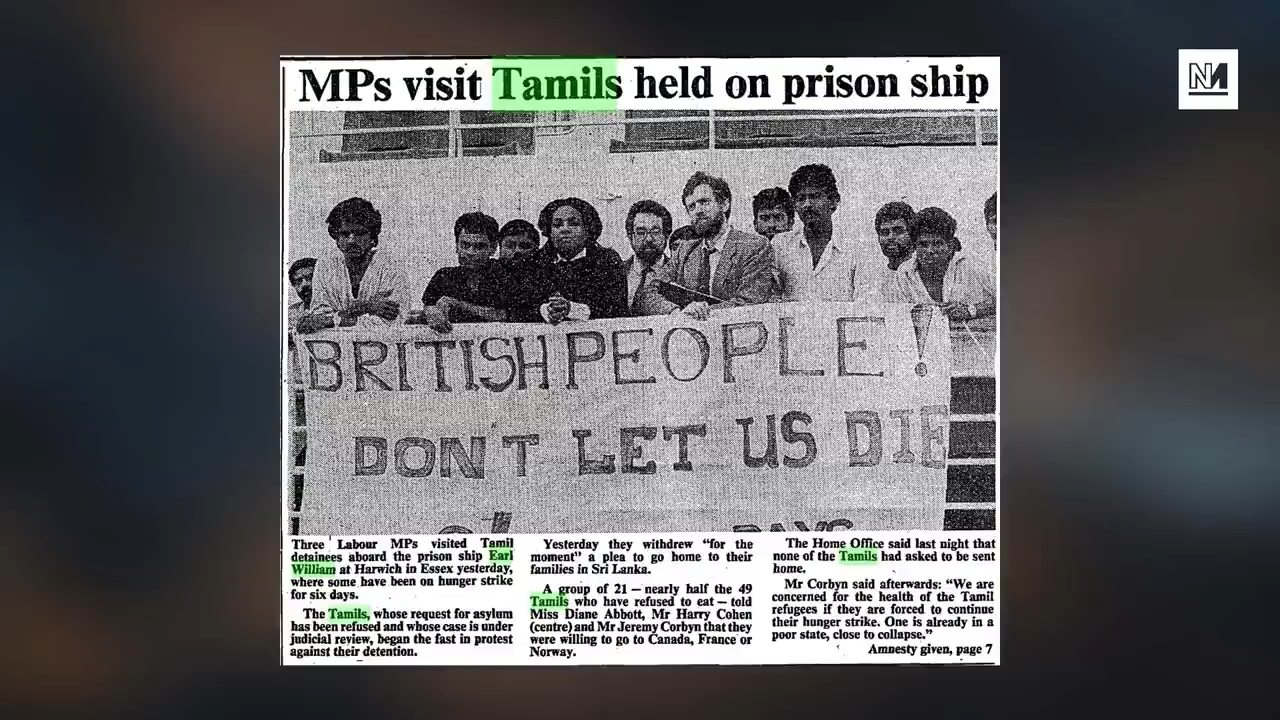 MPs visit Tamils held on prison ship
BRITISH PEOPLE!
DON'T LET US DIE
DAYS
Three Labour MPs visited Tamil
detainees aboard the prison ship Earl
William at Harwich in Essex yesterday,
where some have been on hunger strike
for six days.
The Tamils, whose request for asylum
has been refused and whose case is under
judicial review, began the fast in protest
against their detention.
Yesterday they withdrew “for the
moment” a plea to go home to their
families in Sri Lanka.
A group of 21 — nearly half the 49
Tamils who have refused to eat — told
Miss Diane Abbott, Mr Harry Cohen
(centre) and Mr Jeremy Corbyn that they
were willing to go to Canada, France or
Norway.
The Home Office said last night that
none of the Tamils had asked to be sent
home.
Mr Corbyn said afterwards: “We are
concerned for the health of the Tamil
refugees if they are forced to continue
their hunger strike. One is already in a
poor state, close to collapse.”
Amnesty given, page 7